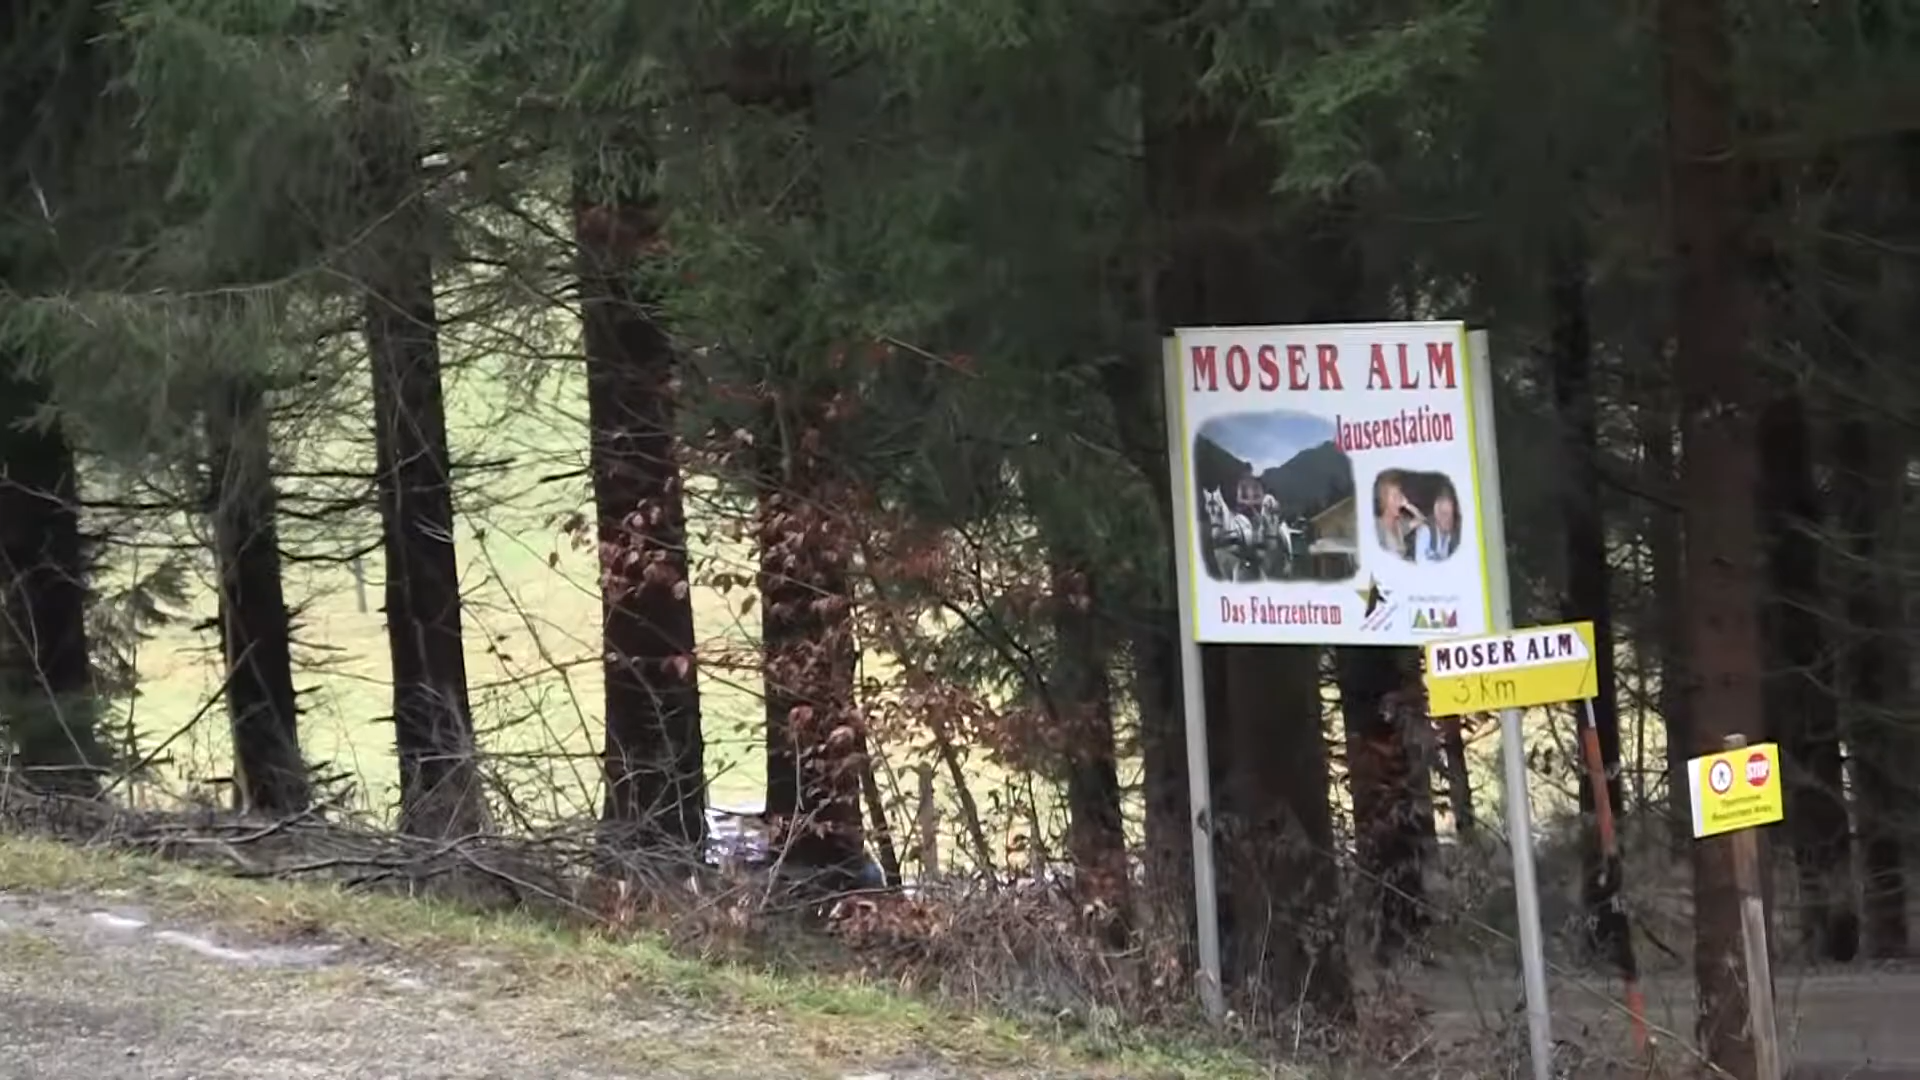 MOSER ALM
Jausenstation
Das Fahrzentrum
ALM
MOSER ALM
3 Km
STOP